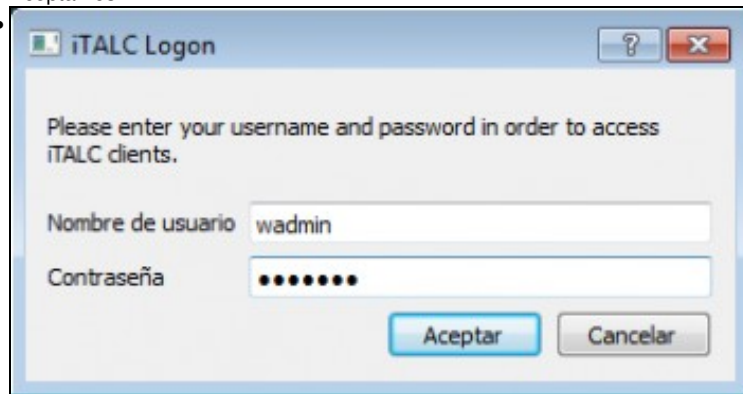 iTALC Logon
Please enter your username and password in order to access
iTALC clients.
Nombre de usuario wadmin
Contraseña •••••••
Aceptar Cancelar